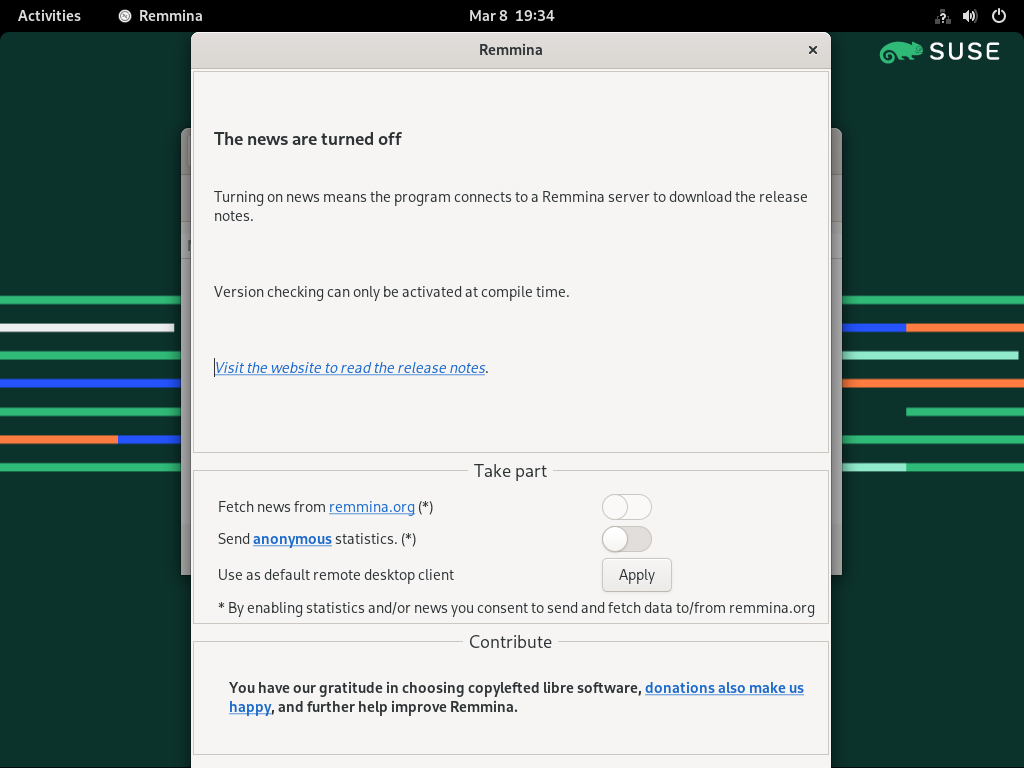 Activities Remmina Mar 8 19:34
Remmina
SUSE
The news are turned off
Turning on news means the program connects to a Remmina server to download the release
notes.
Version checking can only be activated at compile time.
Visit the website to read the release notes.
Take part
Fetch news from remmina.org (*)
Send anonymous statistics. (*)
Use as default remote desktop client Apply
* By enabling statistics and/or news you consent to send and fetch data to/from remmina.org
Contribute
You have our gratitude in choosing copylefted libre software, donations also make us
happy, and further help improve Remmina.